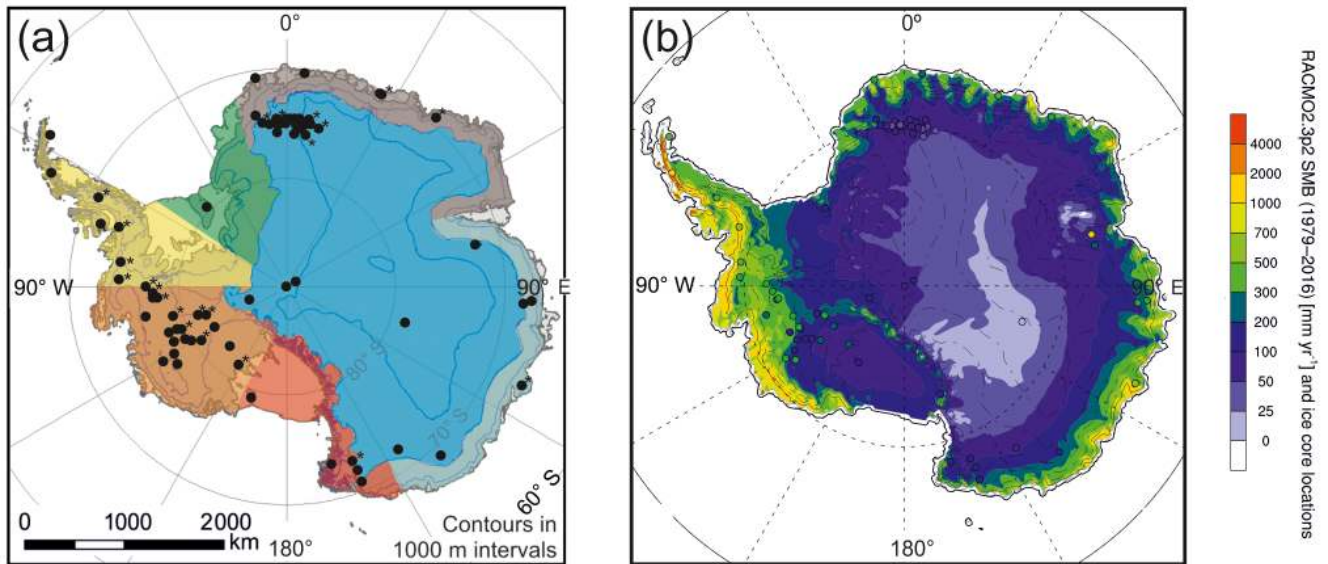 (a)
0°
90° W
90° E
80° S
70° S
60° S
0 1000 2000
km
180°
Contours in
1000 m intervals
(b)
0°
90° W
90° E
180°
4000
2000
1000
700
500
300
200
100
50
25
0
RACMO2.3p2 SMB (1979–2016) [mm yr⁻¹] and ice core locations